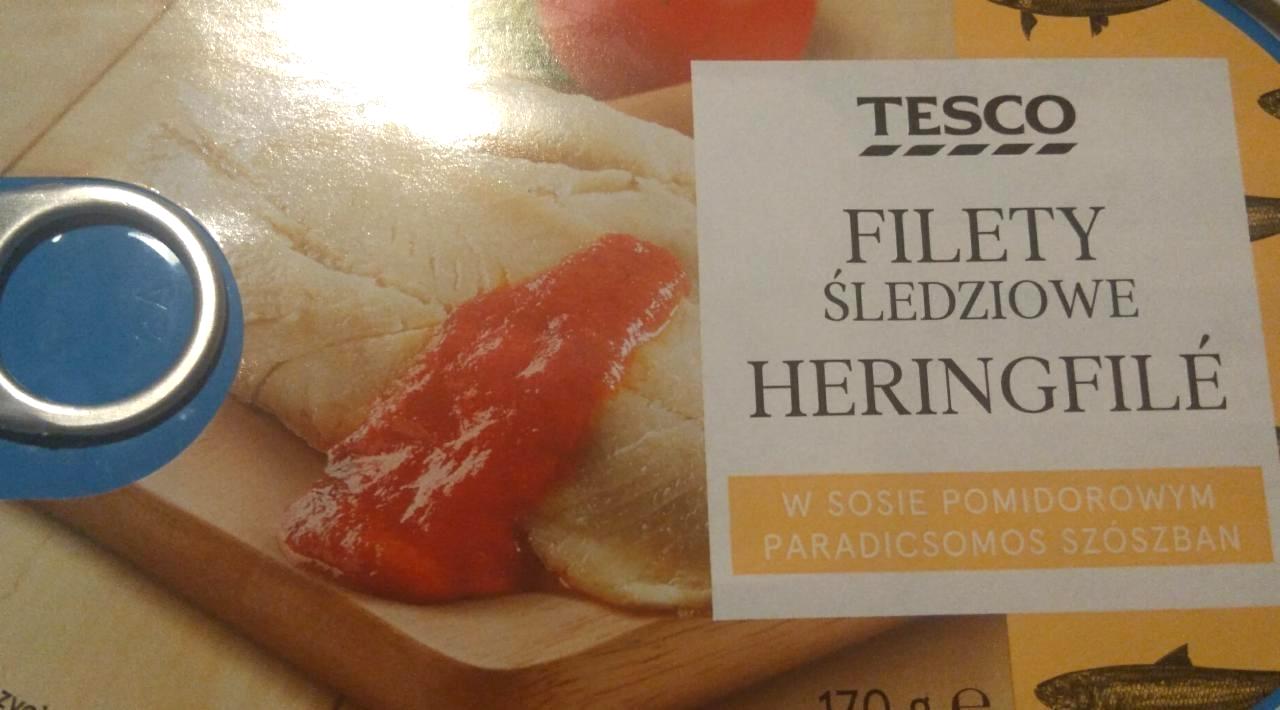 TESCO
FILETY
ŚLEDZIOWE
HERINGFILÉ
W SOSIE POMIDOROWYM
PARADICSOMOS SZÓSZBAN
170 g e